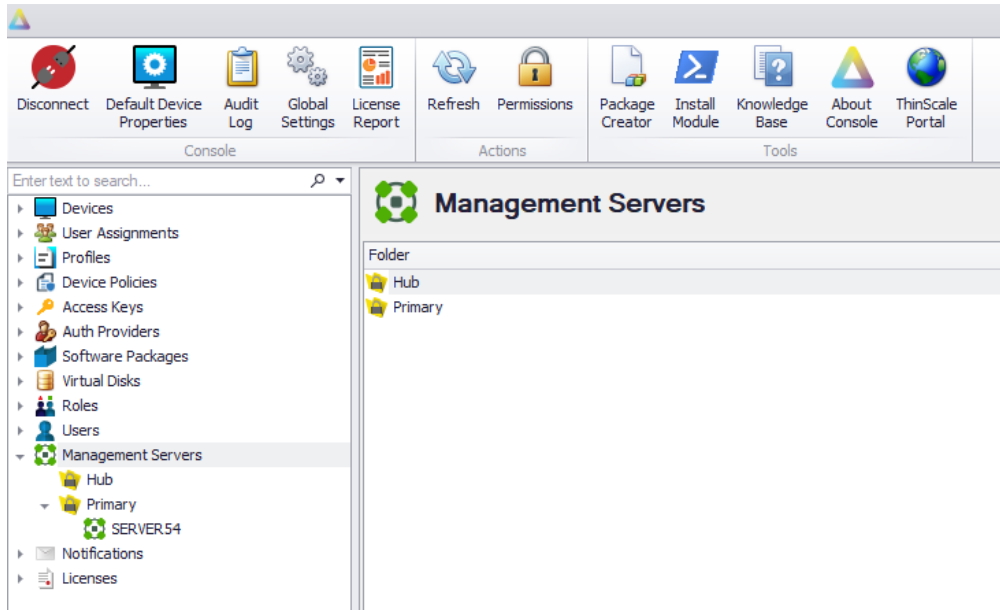 Disconnect
Default Device
Properties
Audit
Log
Global
Settings
License
Report
Refresh
Permissions
Package
Creator
Install
Module
Knowledge
Base
About
Console
ThinScale
Portal
Console
Actions
Tools
Enter text to search...
Devices
User Assignments
Profiles
Device Policies
Access Keys
Auth Providers
Software Packages
Virtual Disks
Roles
Users
Management Servers
Hub
Primary
SERVER54
Notifications
Licenses
Management Servers
Folder
Hub
Primary